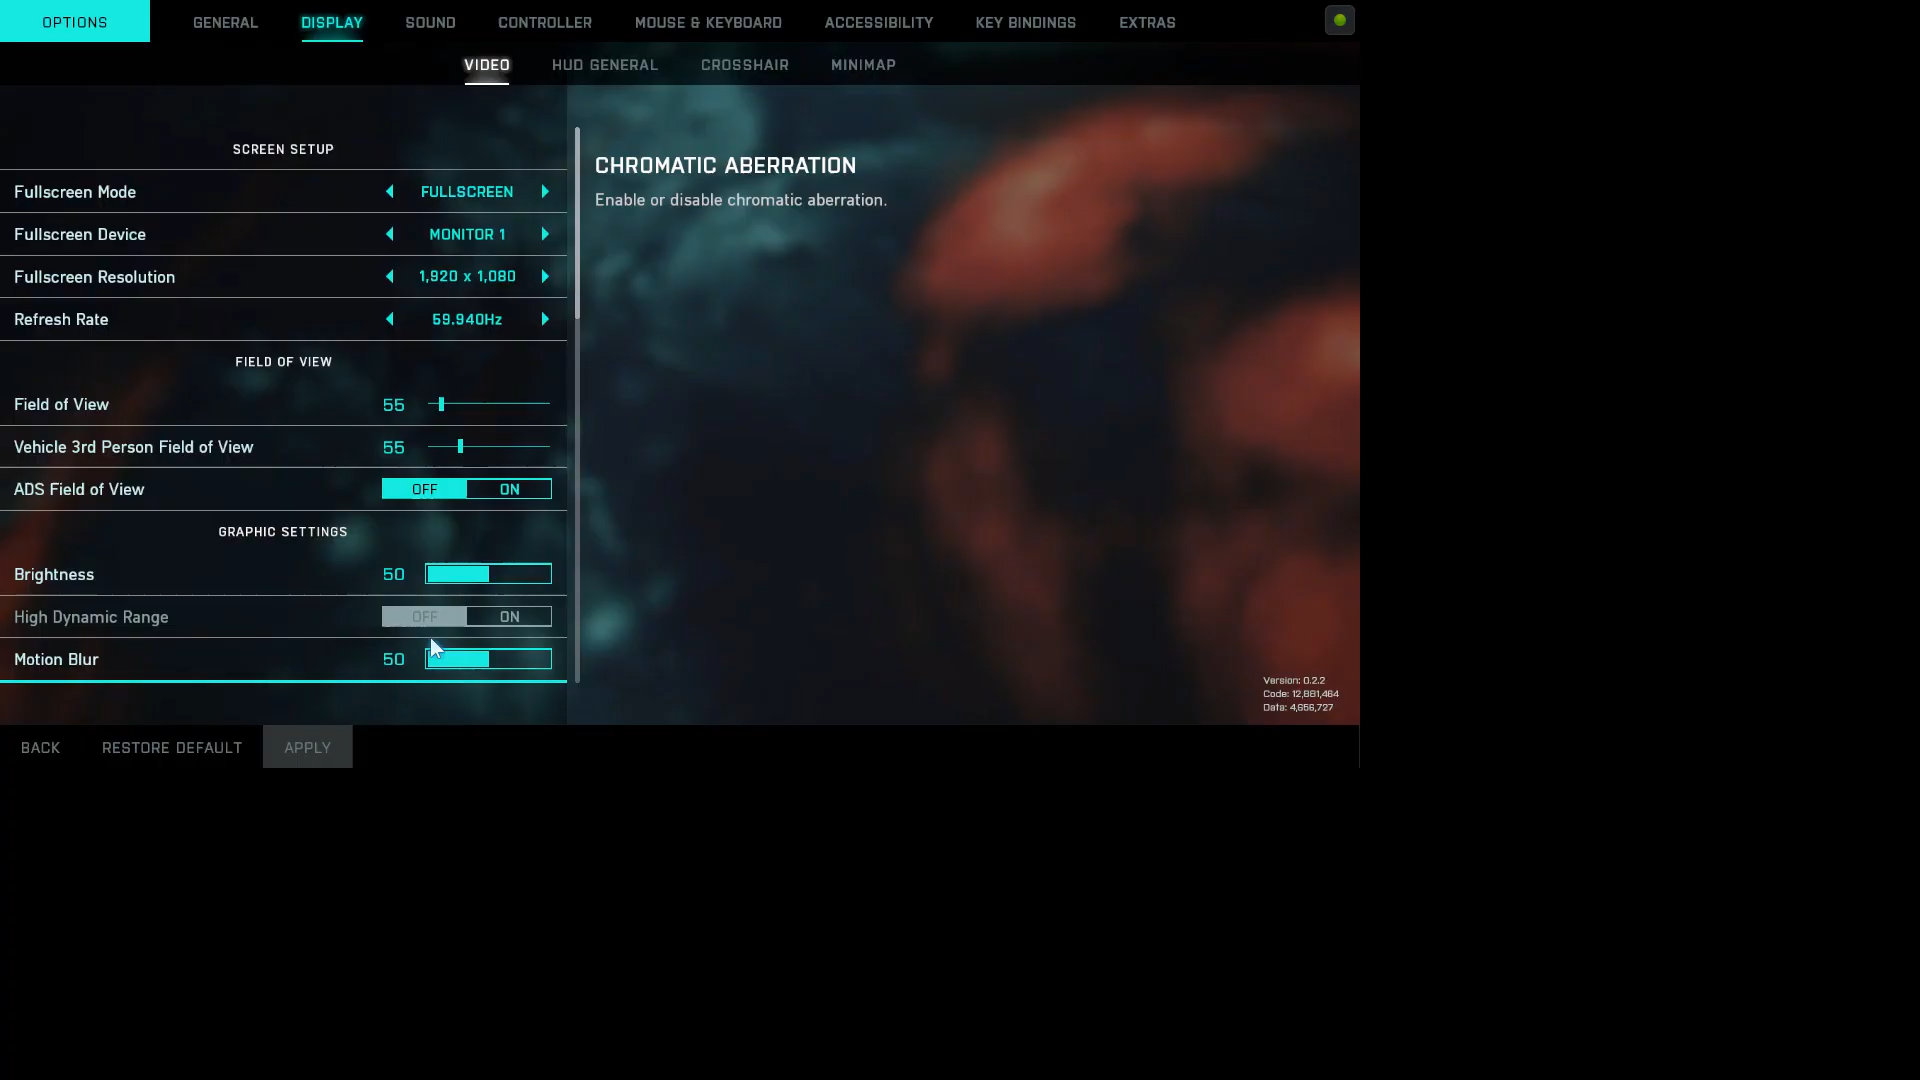 OPTIONS
GENERAL
DISPLAY
SOUND
CONTROLLER
MOUSE & KEYBOARD
ACCESSIBILITY
KEY BINDINGS
EXTRAS
VIDEO
HUD GENERAL
CROSSHAIR
MINIMAP
SCREEN SETUP
Fullscreen Mode
FULLSCREEN
Fullscreen Device
MONITOR 1
Fullscreen Resolution
1,920 x 1,080
Refresh Rate
59.940Hz
FIELD OF VIEW
Field of View
55
Vehicle 3rd Person Field of View
55
ADS Field of View
OFF
ON
GRAPHIC SETTINGS
Brightness
50
High Dynamic Range
OFF
ON
Motion Blur
50
CHROMATIC ABERRATION
Enable or disable chromatic aberration.
Version: 0.2.2
Code: 12,881,464
Data: 4,656,727
BACK
RESTORE DEFAULT
APPLY